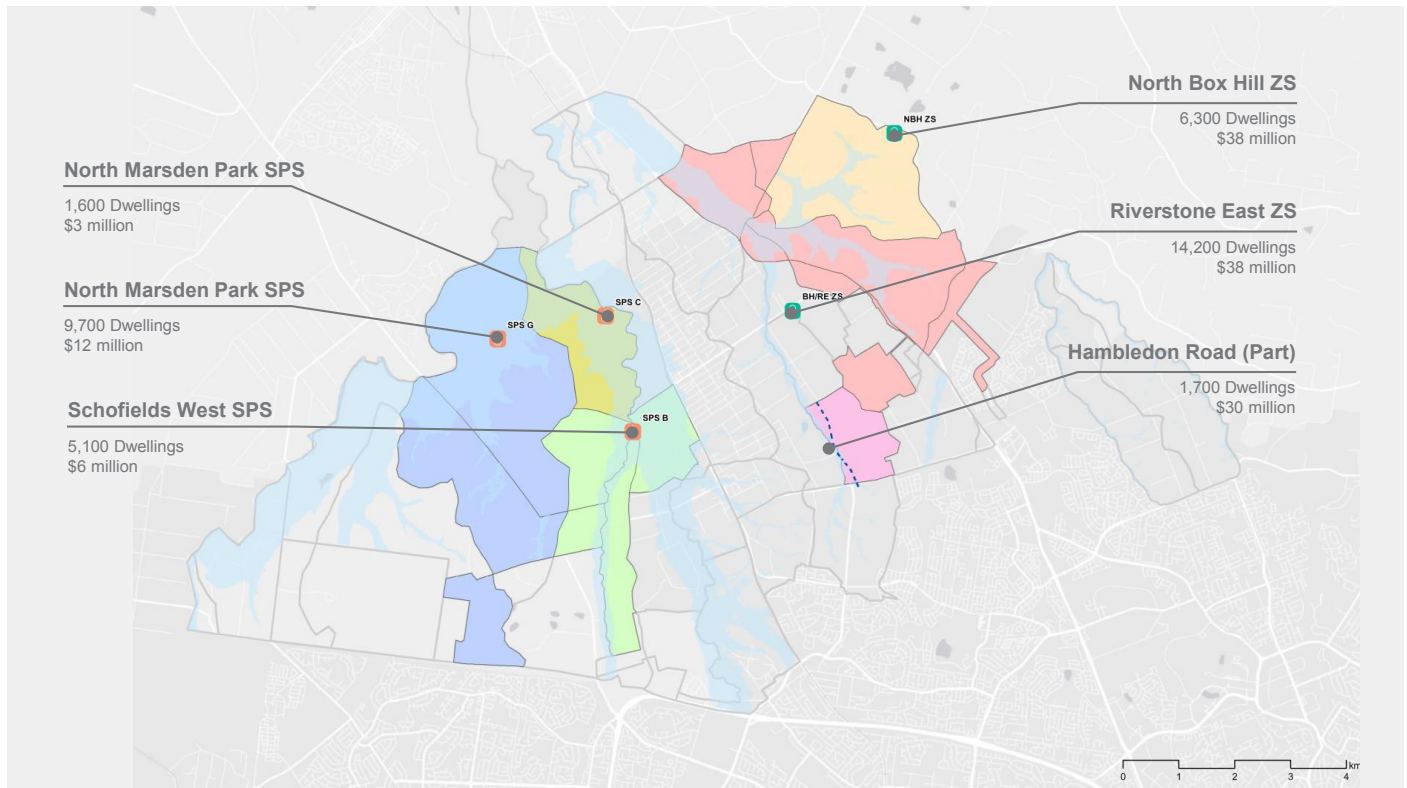 North Marsden Park SPS
1,600 Dwellings
$3 million
North Marsden Park SPS
9,700 Dwellings
$12 million
Schofields West SPS
5,100 Dwellings
$6 million
SPS G
SPS C
SPS B
NBH ZS
BH/RE ZS
North Box Hill ZS
6,300 Dwellings
$38 million
Riverstone East ZS
14,200 Dwellings
$38 million
Hambledon Road (Part)
1,700 Dwellings
$30 million
km
0 1 2 3 4